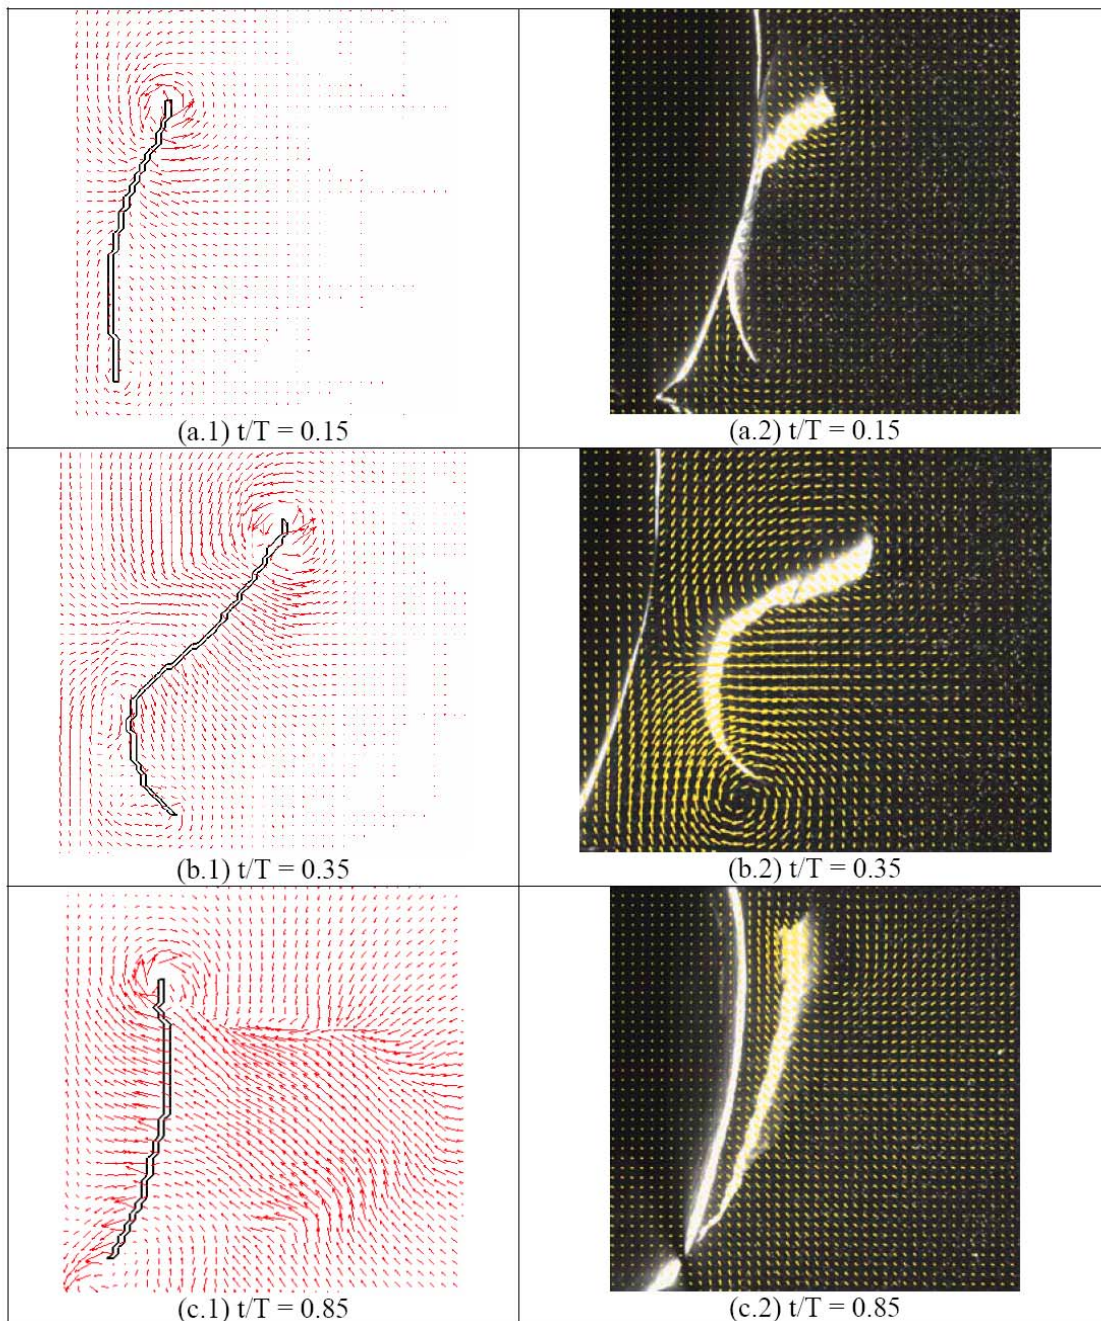 (a.1) t/T = 0.15
(a.2) t/T = 0.15
(b.1) t/T = 0.35
(b.2) t/T = 0.35
(c.1) t/T = 0.85
(c.2) t/T = 0.85